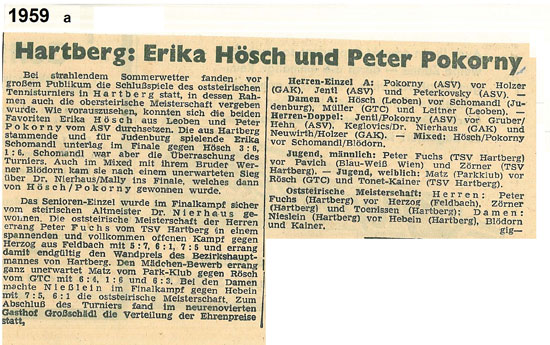 1959 a
Hartberg: Erika Hösch und Peter Pokorny
Bei strahlendem Sommerwetter fanden vor
großem Publikum die Schlußspiele des oststeirischen
Tennisturniers in Hartberg statt, in dessen Rah-
men auch die obersteirische Meisterschaft vergeben
wurde. Wie vorauszusehen, konnten sich die beiden
Favoriten Erika Hösch aus Leoben und Peter
Pokorny vom ASV durchsetzen. Die aus Hartberg
stammende und für Judenburg spielende Erika
Schomandl unterlag im Finale gegen Hösch 3:6,
1:6. Schomandl war aber die Überraschung des
Turniers. Auch im Mixed mit ihrem Bruder Wer-
ner Blödorn kam sie nach einem unerwarteten Sieg
über Dr. Nierhaus/Mally ins Finale, welches dann
von Hösch/Pokorny gewonnen wurde.
Das Senioren-Einzel wurde im Finalkampf sicher
vom steirischen Altmeister Dr. Nierhaus ge-
wonnen. Die oststeirische Meisterschaft der Herren
errang Peter Fuchs vom TSV Hartberg in einem
spannenden und vollkommen offenen Kampf gegen
Herzog aus Feldbach mit 5:7, 6:1, 7:5 und errang
damit endgültig den Wandpreis des Bezirkshaupt-
mannes von Hartberg. Den Mädchen-Bewerb errang
ganz unerwartet Matz vom Park-Klub gegen Rösch
vom GTC mit 6:4, 1:6 und 6:3. Bei den Damen
machte Nießlein im Finalkampf gegen Hebein
mit 7:5, 6:1 die oststeirische Meisterschaft. Zum
Abschluß des Turniers fand im neurenovierten
Gasthof Großschädl die Verteilung der Ehrenpreise
statt,
Herren-Einzel A: Pokorny (ASV) vor Holzer
(GAK), Jentl (ASV) und Peterkovsky (ASV), —
Damen A: Hösch (Leoben) vor Schomandl (Ju-
denburg), Müller (GTC) und Leitner (Leoben). —
Herren-Doppel: Jentl/Pokorny (ASV) vor Gruber/
Hehn (ASV), Keglovics/Dr. Nierhaus (GAK) und
Neuwirth/Holzer (GAK). — Mixed: Hösch/Pokorny
vor Schomandl/Blödorn.
Jugend, männlich: Peter Fuchs (TSV Hartberg)
vor Pavich (Blau-Weiß Wien) und Zörner (TSV
Hartberg), — Jugend, weiblich: Matz (Parkklub) vor
Rösch (GTC) und Tonet-Kainer (TSV Hartberg).
Oststeirische Meisterschaft: Herren: Peter
Fuchs (Hartberg) vor Herzog (Feldbach), Zörner
(Hartberg) und Toenissen (Hartberg); Damen:
Nieslein (Hartberg) vor Hebein (Hartberg), Blödorn
und Kainer,
gig—